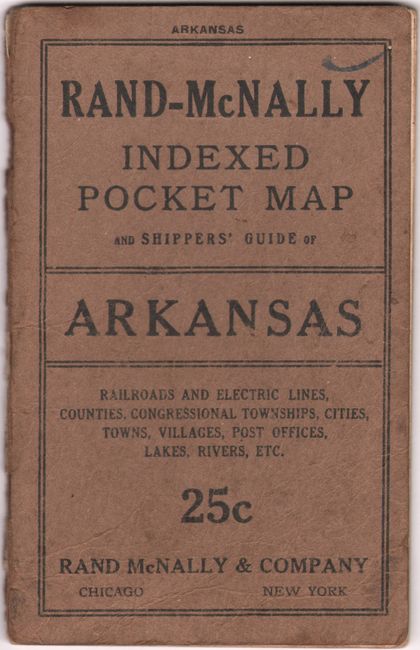 ARKANSAS
RAND-McNALLY
INDEXED
POCKET MAP
AND SHIPPERS' GUIDE OF
ARKANSAS
RAILROADS AND ELECTRIC LINES,
COUNTIES, CONGRESSIONAL TOWNSHIPS, CITIES,
TOWNS, VILLAGES, POST OFFICES,
LAKES, RIVERS, ETC.
25c
RAND McNALLY & COMPANY
CHICAGO NEW YORK